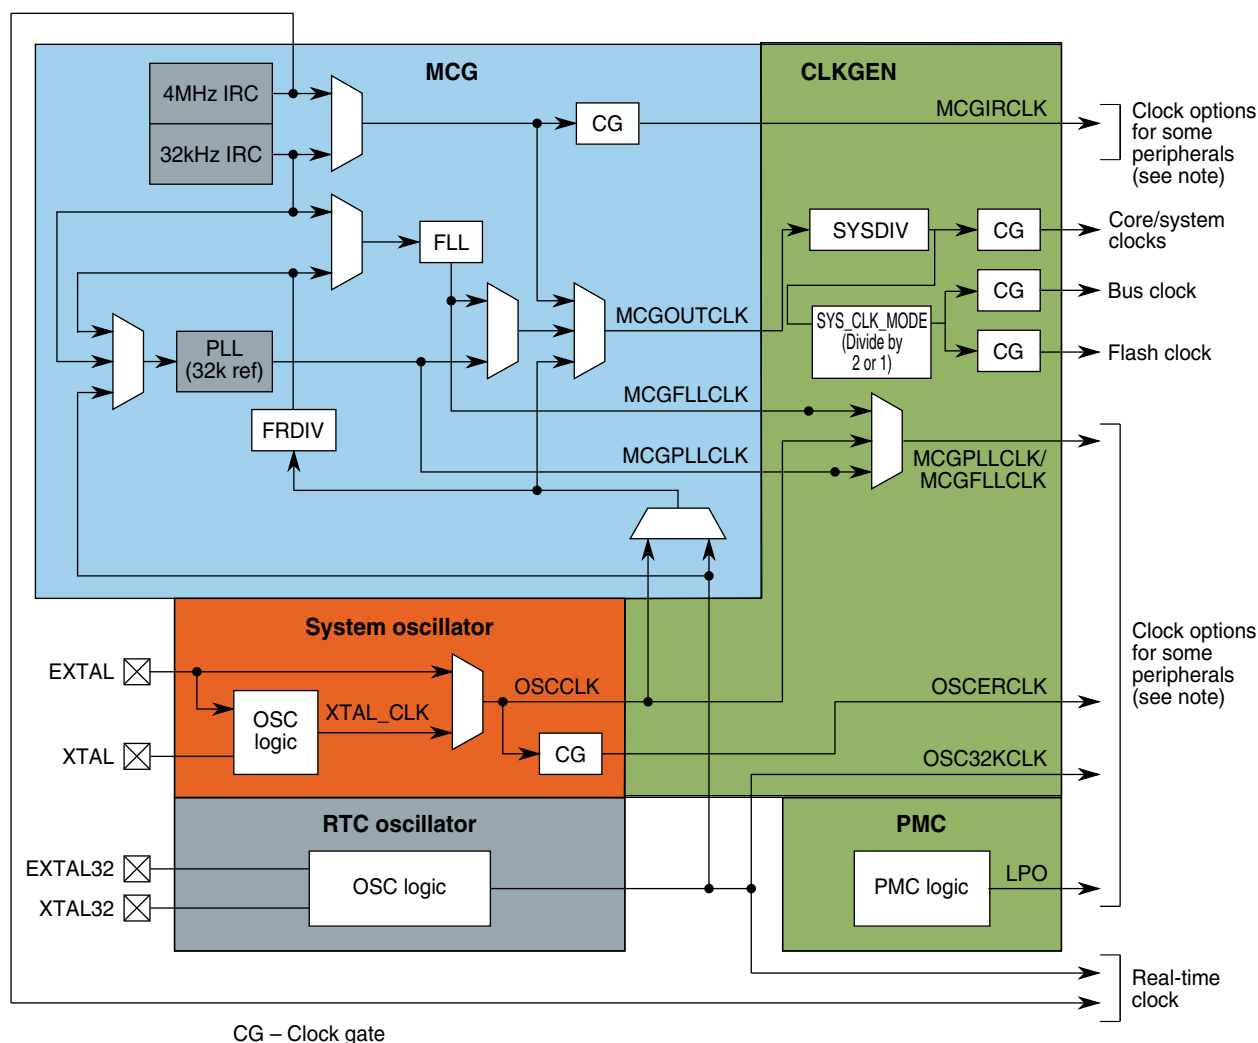 MCG
CLKGEN
4MHz IRC
32kHz IRC
CG
MCGIRCLK
Clock options
for some
peripherals
(see note)
FLL
SYSDIV
CG
Core/system
clocks
CG
Bus clock
MCGOUTCLK
SYS_CLK_MODE
(Divide by
2 or 1)
CG
Flash clock
PLL
(32k ref)
MCGFLLCLK
FRDIV
MCGPLLCLK
MCGPLLCLK/
MCGFLLCLK
System oscillator
EXTAL
OSC
logic
XTAL_CLK
OSCCLK
XTAL
CG
OSCERCLK
OSC32KCLK
Clock options
for some
peripherals
(see note)
RTC oscillator
PMC
EXTAL32
XTAL32
OSC logic
PMC logic
LPO
Real-time
clock
CG – Clock gate